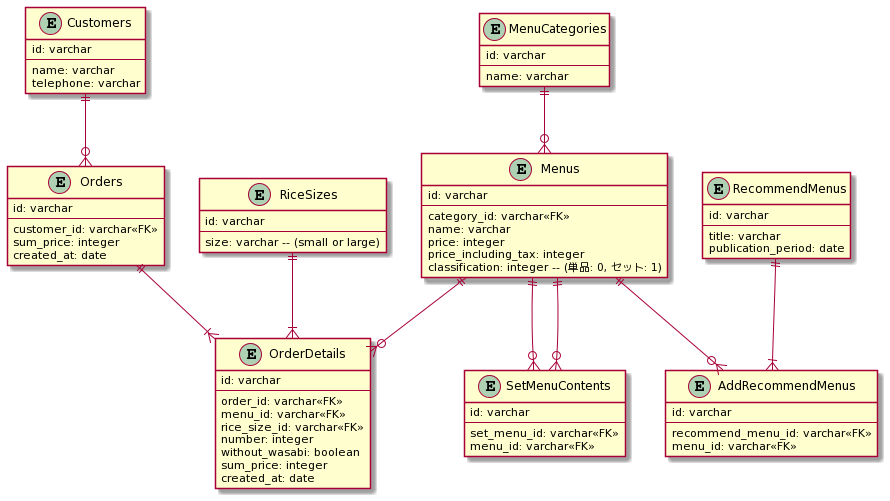 E Customers
id: varchar
name: varchar
telephone: varchar
E MenuCategories
id: varchar
name: varchar
E Orders
id: varchar
customer_id: varchar«FK»
sum_price: integer
created_at: date
E RiceSizes
id: varchar
size: varchar -- (small or large)
E Menus
id: varchar
category_id: varchar«FK»
name: varchar
price: integer
price_including_tax: integer
classification: integer -- (単品: 0, セット: 1)
E RecommendMenus
id: varchar
title: varchar
publication_period: date
E OrderDetails
id: varchar
order_id: varchar«FK»
menu_id: varchar«FK»
rice_size_id: varchar«FK»
number: integer
without_wasabi: boolean
sum_price: integer
created_at: date
E SetMenuContents
id: varchar
set_menu_id: varchar«FK»
menu_id: varchar«FK»
E AddRecommendMenus
id: varchar
recommend_menu_id: varchar«FK»
menu_id: varchar«FK»